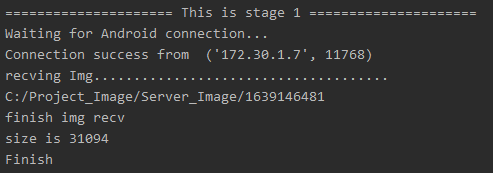 ===================== This is stage 1 =====================
Waiting for Android connection...
Connection success from  ('172.30.1.7', 11768)
recving Img.....................................
C:/Project_Image/Server_Image/1639146481
finish img recv
size is 31094
Finish